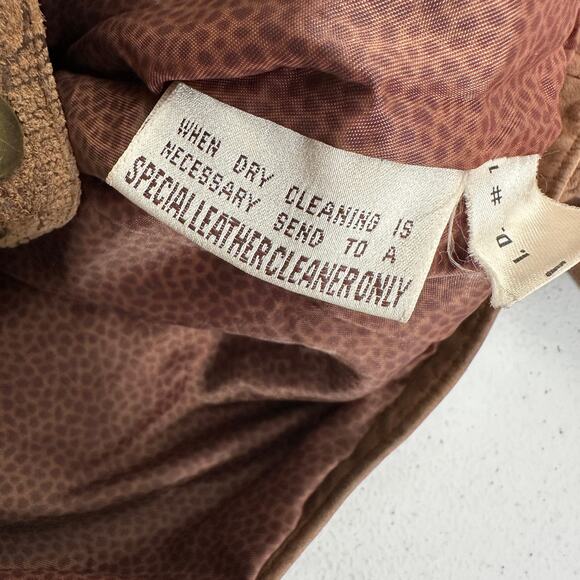 WHEN DRY CLEANING IS
NECESSARY SEND TO A
SPECIALLEATHERCLEANERONLY
I.D. #